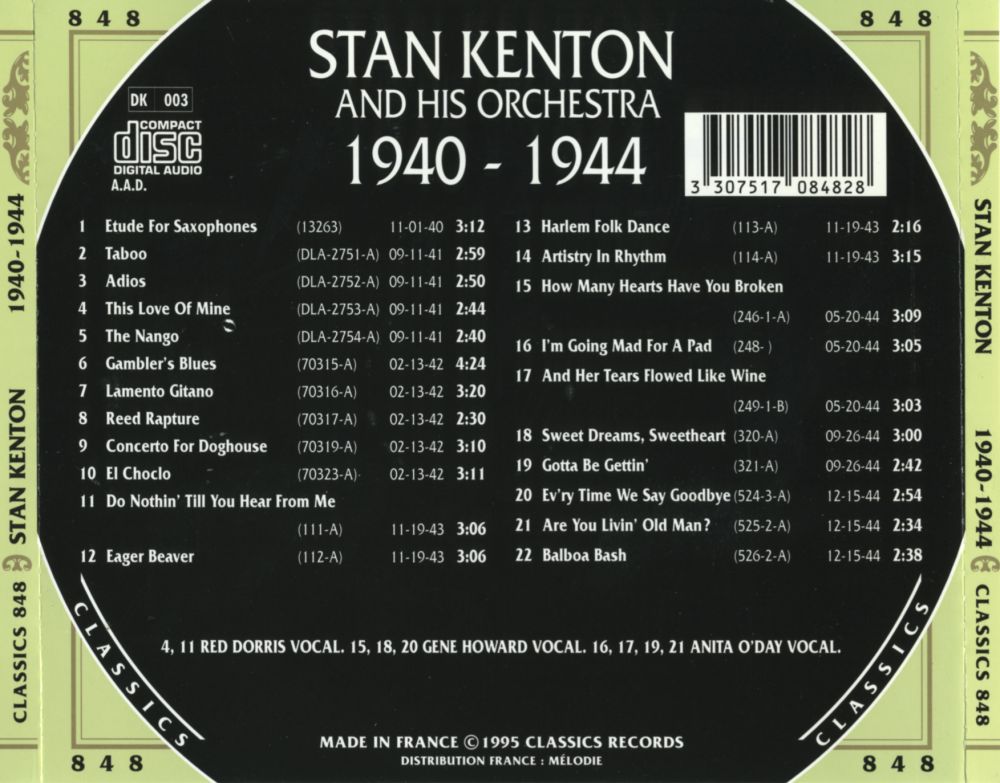 848
848
STAN KENTON
AND HIS ORCHESTRA
1940 - 1944
DK 003
COMPACT
disc
DIGITAL AUDIO
A.A.D.
3 307517 084828
1 Etude For Saxophones (13263) 11-01-40 3:12
2 Taboo (DLA-2751-A) 09-11-41 2:59
3 Adios (DLA-2752-A) 09-11-41 2:50
4 This Love Of Mine (DLA-2753-A) 09-11-41 2:44
5 The Nango (DLA-2754-A) 09-11-41 2:40
6 Gambler's Blues (70315-A) 02-13-42 4:24
7 Lamento Gitano (70316-A) 02-13-42 3:20
8 Reed Rapture (70317-A) 02-13-42 2:30
9 Concerto For Doghouse (70319-A) 02-13-42 3:10
10 El Choclo (70323-A) 02-13-42 3:11
11 Do Nothin' Till You Hear From Me
(111-A) 11-19-43 3:06
12 Eager Beaver (112-A) 11-19-43 3:06
13 Harlem Folk Dance (113-A) 11-19-43 2:16
14 Artistry In Rhythm (114-A) 11-19-43 3:15
15 How Many Hearts Have You Broken
(246-1-A) 05-20-44 3:09
16 I'm Going Mad For A Pad (248- ) 05-20-44 3:05
17 And Her Tears Flowed Like Wine
(249-1-B) 05-20-44 3:03
18 Sweet Dreams, Sweetheart (320-A) 09-26-44 3:00
19 Gotta Be Gettin' (321-A) 09-26-44 2:42
20 Ev'ry Time We Say Goodbye (524-3-A) 12-15-44 2:54
21 Are You Livin' Old Man? (525-2-A) 12-15-44 2:34
22 Balboa Bash (526-2-A) 12-15-44 2:38
4, 11 RED DORRIS VOCAL. 15, 18, 20 GENE HOWARD VOCAL. 16, 17, 19, 21 ANITA O'DAY VOCAL.
CLASSICS
CLASSICS
MADE IN FRANCE © 1995 CLASSICS RECORDS
DISTRIBUTION FRANCE : MÉLODIE
848
848
CLASSICS 848 STAN KENTON 1940-1944
STAN KENTON 1940-1944 CLASSICS 848